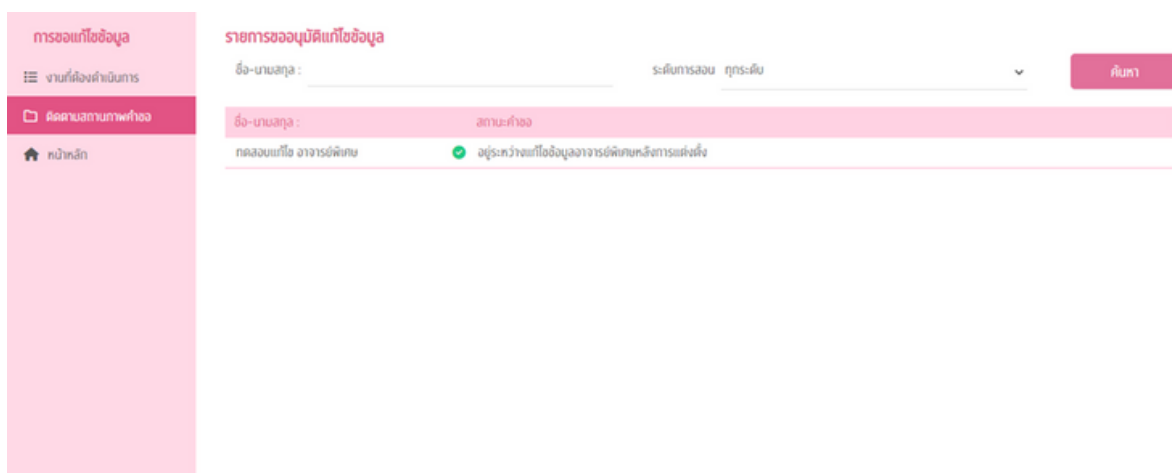 การขอแก้ไขข้อมูล
งานที่ต้องดำเนินการ
ติดตามสถานภาพคำขอ
หน้าหลัก
รายการขออนุมัติแก้ไขข้อมูล
ชื่อ-นามสกุล :
ระดับการสอน ทุกระดับ
ค้นหา
ชื่อ-นามสกุล : สถานะคำขอ
ทดสอบแก้ไข อาจารย์พิเศษ อยู่ระหว่างแก้ไขข้อมูลอาจารย์พิเศษหลังการแต่งตั้ง